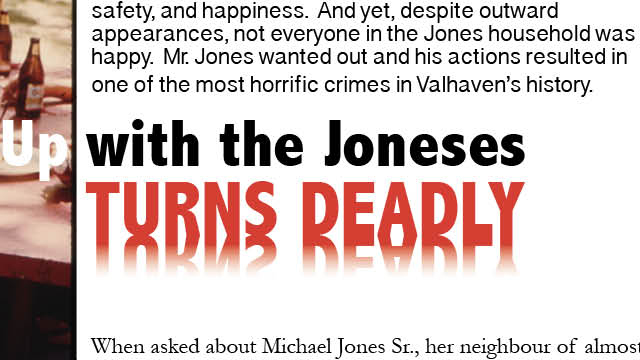 safety, and happiness.  And yet, despite outward
appearances, not everyone in the Jones household was
happy.  Mr. Jones wanted out and his actions resulted in
one of the most horrific crimes in Valhaven's history.
Up with the Joneses
TURNS DEADLY
When asked about Michael Jones Sr., her neighbour of almost